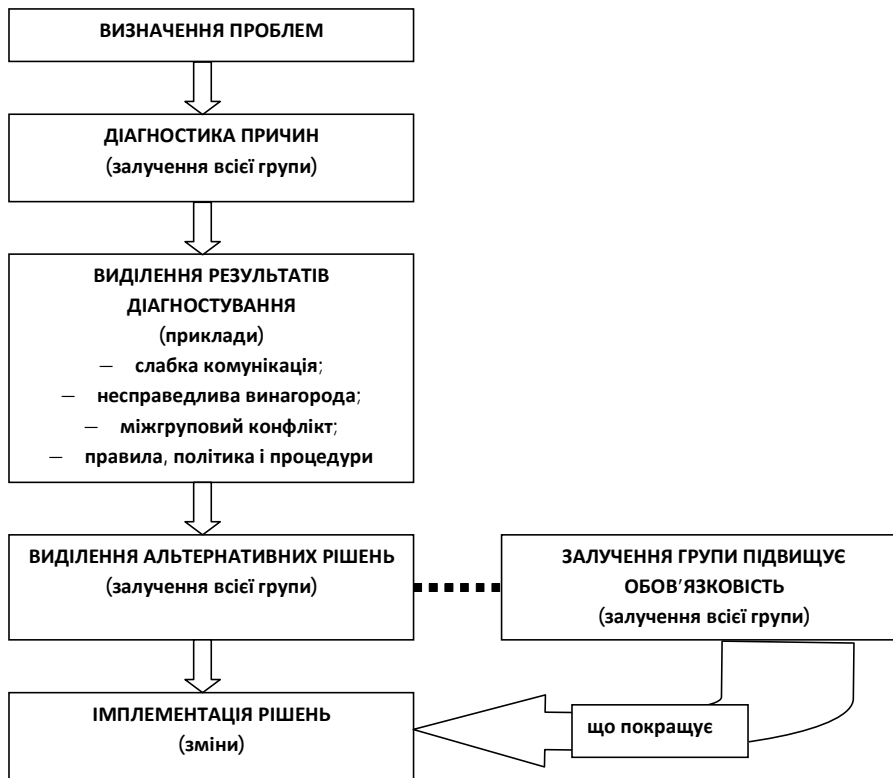 ВИЗНАЧЕННЯ ПРОБЛЕМ
ДІАГНОСТИКА ПРИЧИН
(залучення всієї групи)
ВИДІЛЕННЯ РЕЗУЛЬТАТІВ
ДІАГНОСТУВАННЯ
(приклади)
— слабка комунікація;
— несправедлива винагорода;
— міжгруповий конфлікт;
— правила, політика і процедури
ВИДІЛЕННЯ АЛЬТЕРНАТИВНИХ РІШЕНЬ
(залучення всієї групи)
ЗАЛУЧЕННЯ ГРУПИ ПІДВИЩУЄ
ОБОВ’ЯЗКОВІСТЬ
(залучення всієї групи)
ІМПЛЕМЕНТАЦІЯ РІШЕНЬ
(зміни)
що покращує